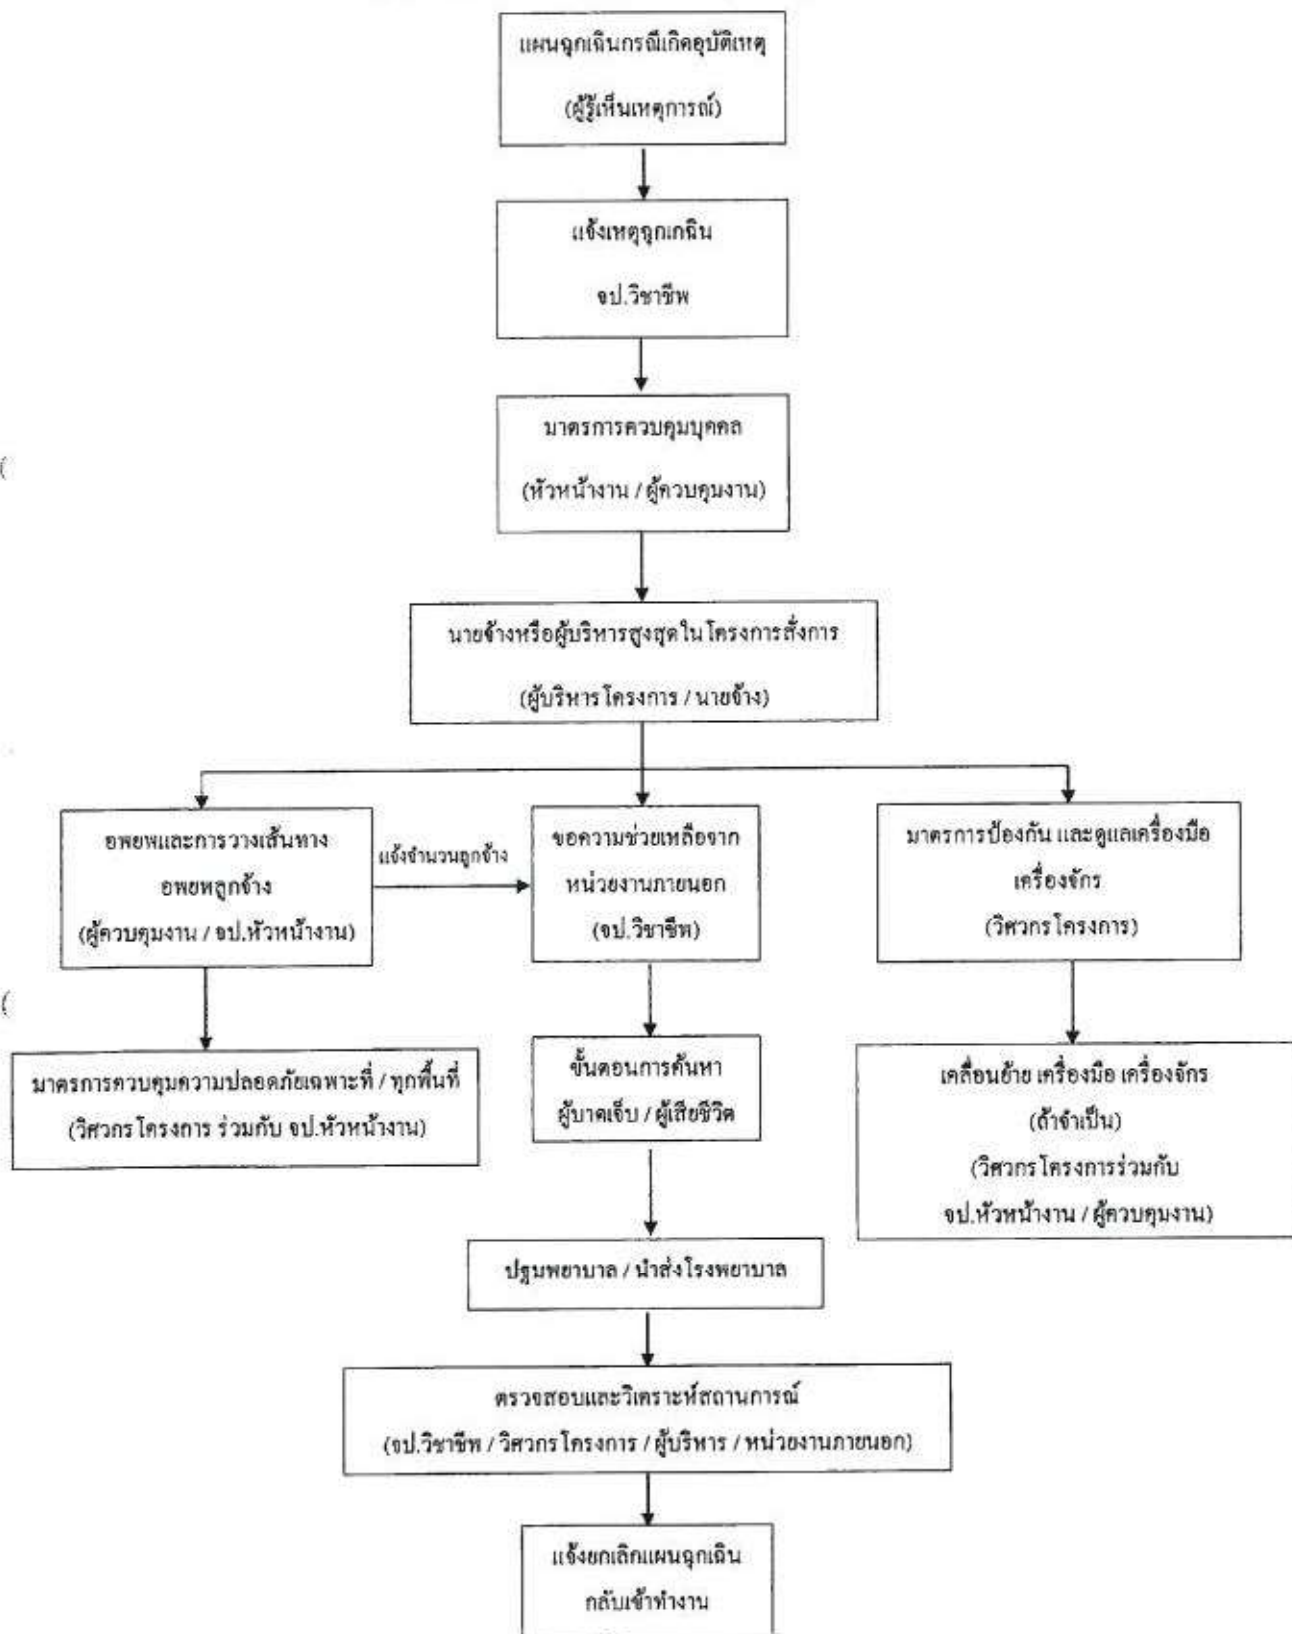 แผนฉุกเฉินกรณีเกิดอุบัติเหตุ
(ผู้รู้เห็นเหตุการณ์)
แจ้งเหตุฉุกเกฉิน
จป.วิชาชีพ
มาตรการควบคุมบุคคล
(หัวหน้างาน / ผู้ควบคุมงาน)
นายจ้างหรือผู้บริหารสูงสุดในโครงการสั่งการ
(ผู้บริหารโครงการ / นายจ้าง)
อพยพและการวางเส้นทาง
อพยหลูกจ้าง
(ผู้ควบคุมงาน / จป.หัวหน้างาน)
แจ้งจำนวนลูกจ้าง
ขอความช่วยเหลือจาก
หน่วยงานภายนอก
(จป.วิชาชีพ)
มาตรการป้องกัน และดูแลเครื่องมือ
เครื่องจักร
(วิศวกรโครงการ)
มาตรการควบคุมความปลอดภัยเฉพาะที่ / ทุกพื้นที่
(วิศวกรโครงการ ร่วมกับ จป.หัวหน้างาน)
ขั้นตอนการค้นหา
ผู้บาดเจ็บ / ผู้เสียชีวิต
เคลื่อนย้าย เครื่องมือ เครื่องจักร
(ถ้าจำเป็น)
(วิศวกรโครงการร่วมกับ
จป.หัวหน้างาน / ผู้ควบคุมงาน)
ปฐมพยาบาล / นำส่งโรงพยาบาล
ตรวจสอบและวิเคราะห์สถานการณ์
(จป.วิชาชีพ / วิศวกรโครงการ / ผู้บริหาร / หน่วยงานภายนอก)
แจ้งยกเลิกแผนฉุกเฉิน
กลับเข้าทำงาน